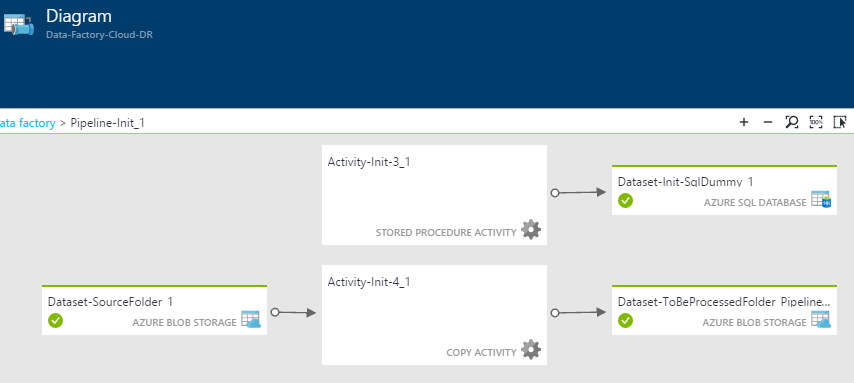 Diagram
Data-Factory-Cloud-DR
ata factory > Pipeline-Init_1
100%
Activity-Init-3_1
STORED PROCEDURE ACTIVITY
Dataset-Init-SqlDummy_1
AZURE SQL DATABASE
Dataset-SourceFolder_1
AZURE BLOB STORAGE
Activity-Init-4_1
COPY ACTIVITY
Dataset-ToBeProcessedFolder_Pipeline...
AZURE BLOB STORAGE